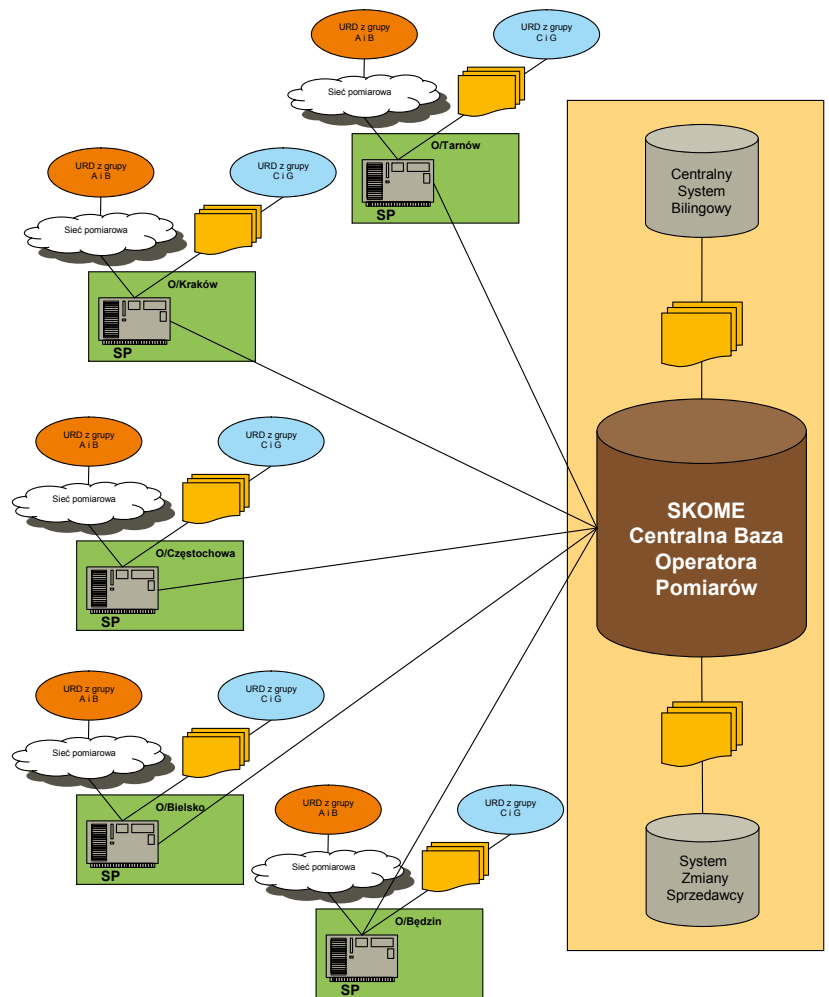 URD z grupy
A i B
URD z grupy
C i G
Sieć pomiarowa
O/Tarnów
SP
URD z grupy
A i B
URD z grupy
C i G
Sieć pomiarowa
O/Kraków
SP
URD z grupy
A i B
URD z grupy
C i G
Sieć pomiarowa
O/Częstochowa
SP
URD z grupy
A i B
URD z grupy
C i G
Sieć pomiarowa
O/Bielsko
SP
URD z grupy
A i B
URD z grupy
C i G
Sieć pomiarowa
O/Będzin
SP
Centralny
System
Bilingowy
SKOME
Centralna Baza
Operatora
Pomiarów
System
Zmiany
Sprzedawcy